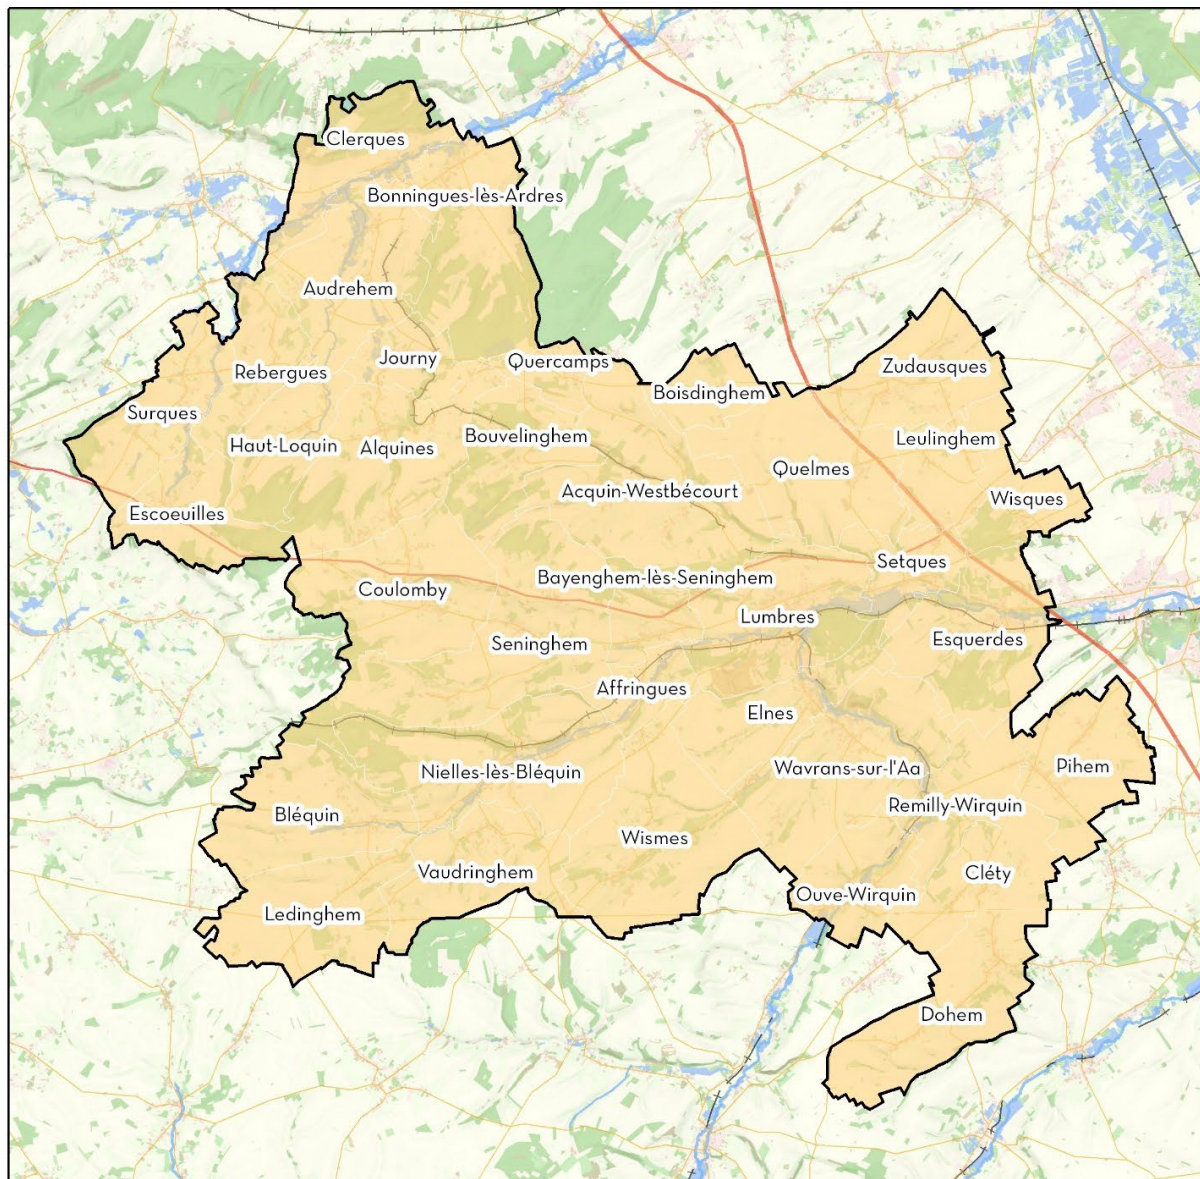 Clerques
Bonningues-lès-Ardres
Audrehem
Journy
Quercamps
Rebergues
Zudausques
Boisdinghem
Surques
Bouvelinghem
Leulinghem
Haut-Loquin
Alquines
Quelmes
Acquin-Westbécourt
Wisques
Escoeuilles
Setques
Bayenghem-lès-Seninghem
Coulomby
Lumbres
Esquerdes
Seninghem
Affringues
Elnes
Wavrans-sur-l'Aa
Pihem
Nielles-lès-Bléquin
Remilly-Wirquin
Bléquin
Wismes
Vaudringhem
Cléty
Ouve-Wirquin
Ledinghem
Dohem